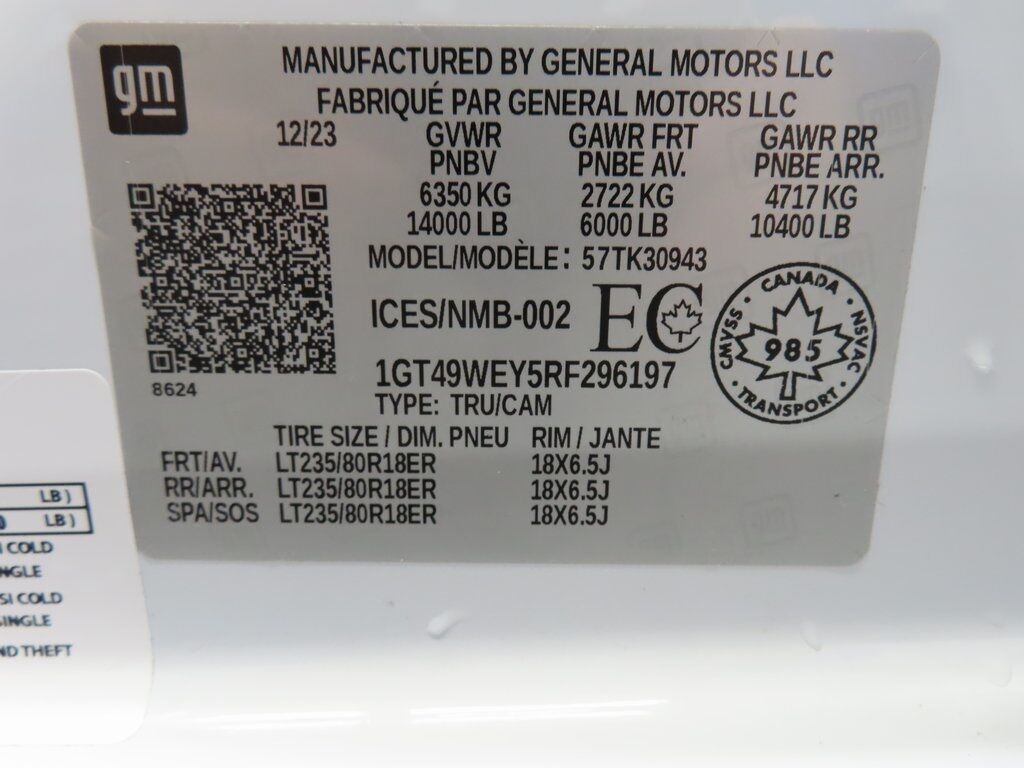 gm
MANUFACTURED BY GENERAL MOTORS LLC
FABRIQUÉ PAR GENERAL MOTORS LLC
12/23 GVWR GAWR FRT GAWR RR
PNBV PNBE AV. PNBE ARR.
6350 KG 2722 KG 4717 KG
14000 LB 6000 LB 10400 LB
MODEL/MODÈLE: 57TK30943
ICES/NMB-002 EC
CANADA
CMVSS 985 NSVAC
TRANSPORT
8624
1GT49WEY5RF296197
TYPE: TRU/CAM
TIRE SIZE / DIM. PNEU RIM / JANTE
FRT/AV. LT235/80R18ER 18X6.5J
RR/ARR. LT235/80R18ER 18X6.5J
SPA/SOS LT235/80R18ER 18X6.5J
LB)
LB)
COLD
COLD
THEFT